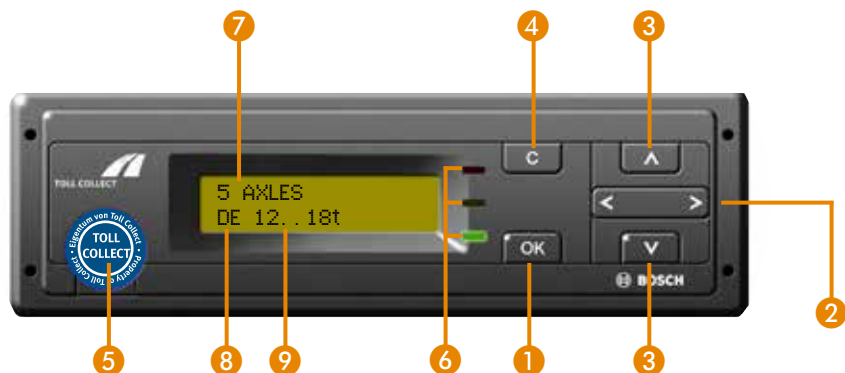 7
4
3
C
∧
TOLL COLLECT
5 AXLES
< >
DE 12..18t
Eigentum von Toll Collect • Property of Toll Collect •
TOLL
COLLECT
OK
∨
BOSCH
2
5
8
9
6
1
3